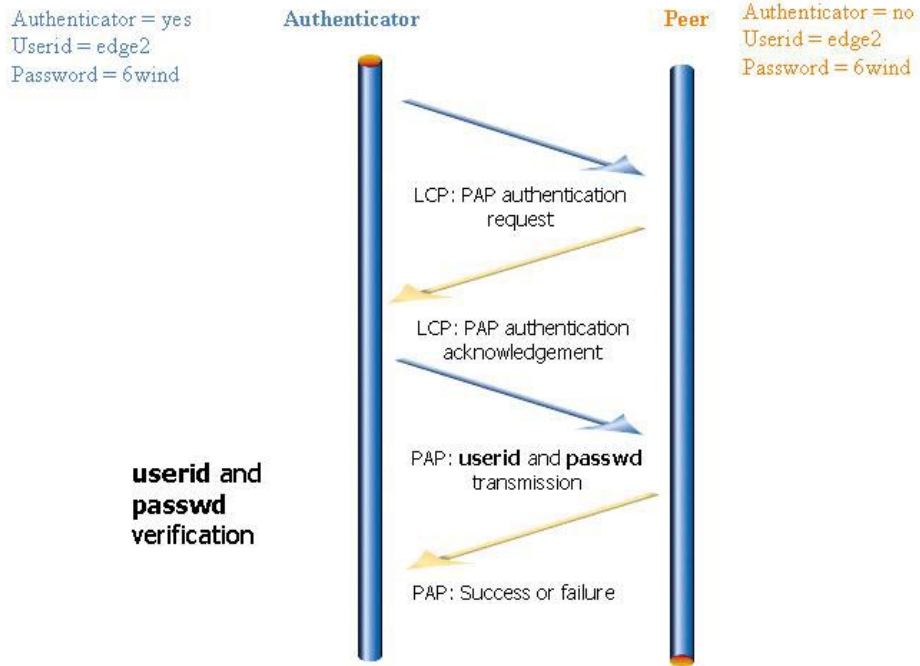 Authenticator = yes
Userid = edge2
Password = 6wind
Authenticator
Peer
Authenticator = no
Userid = edge2
Password = 6wind
LCP: PAP authentication
request
LCP: PAP authentication
acknowledgement
PAP: userid and passwd
transmission
userid and
passwd
verification
PAP: Success or failure